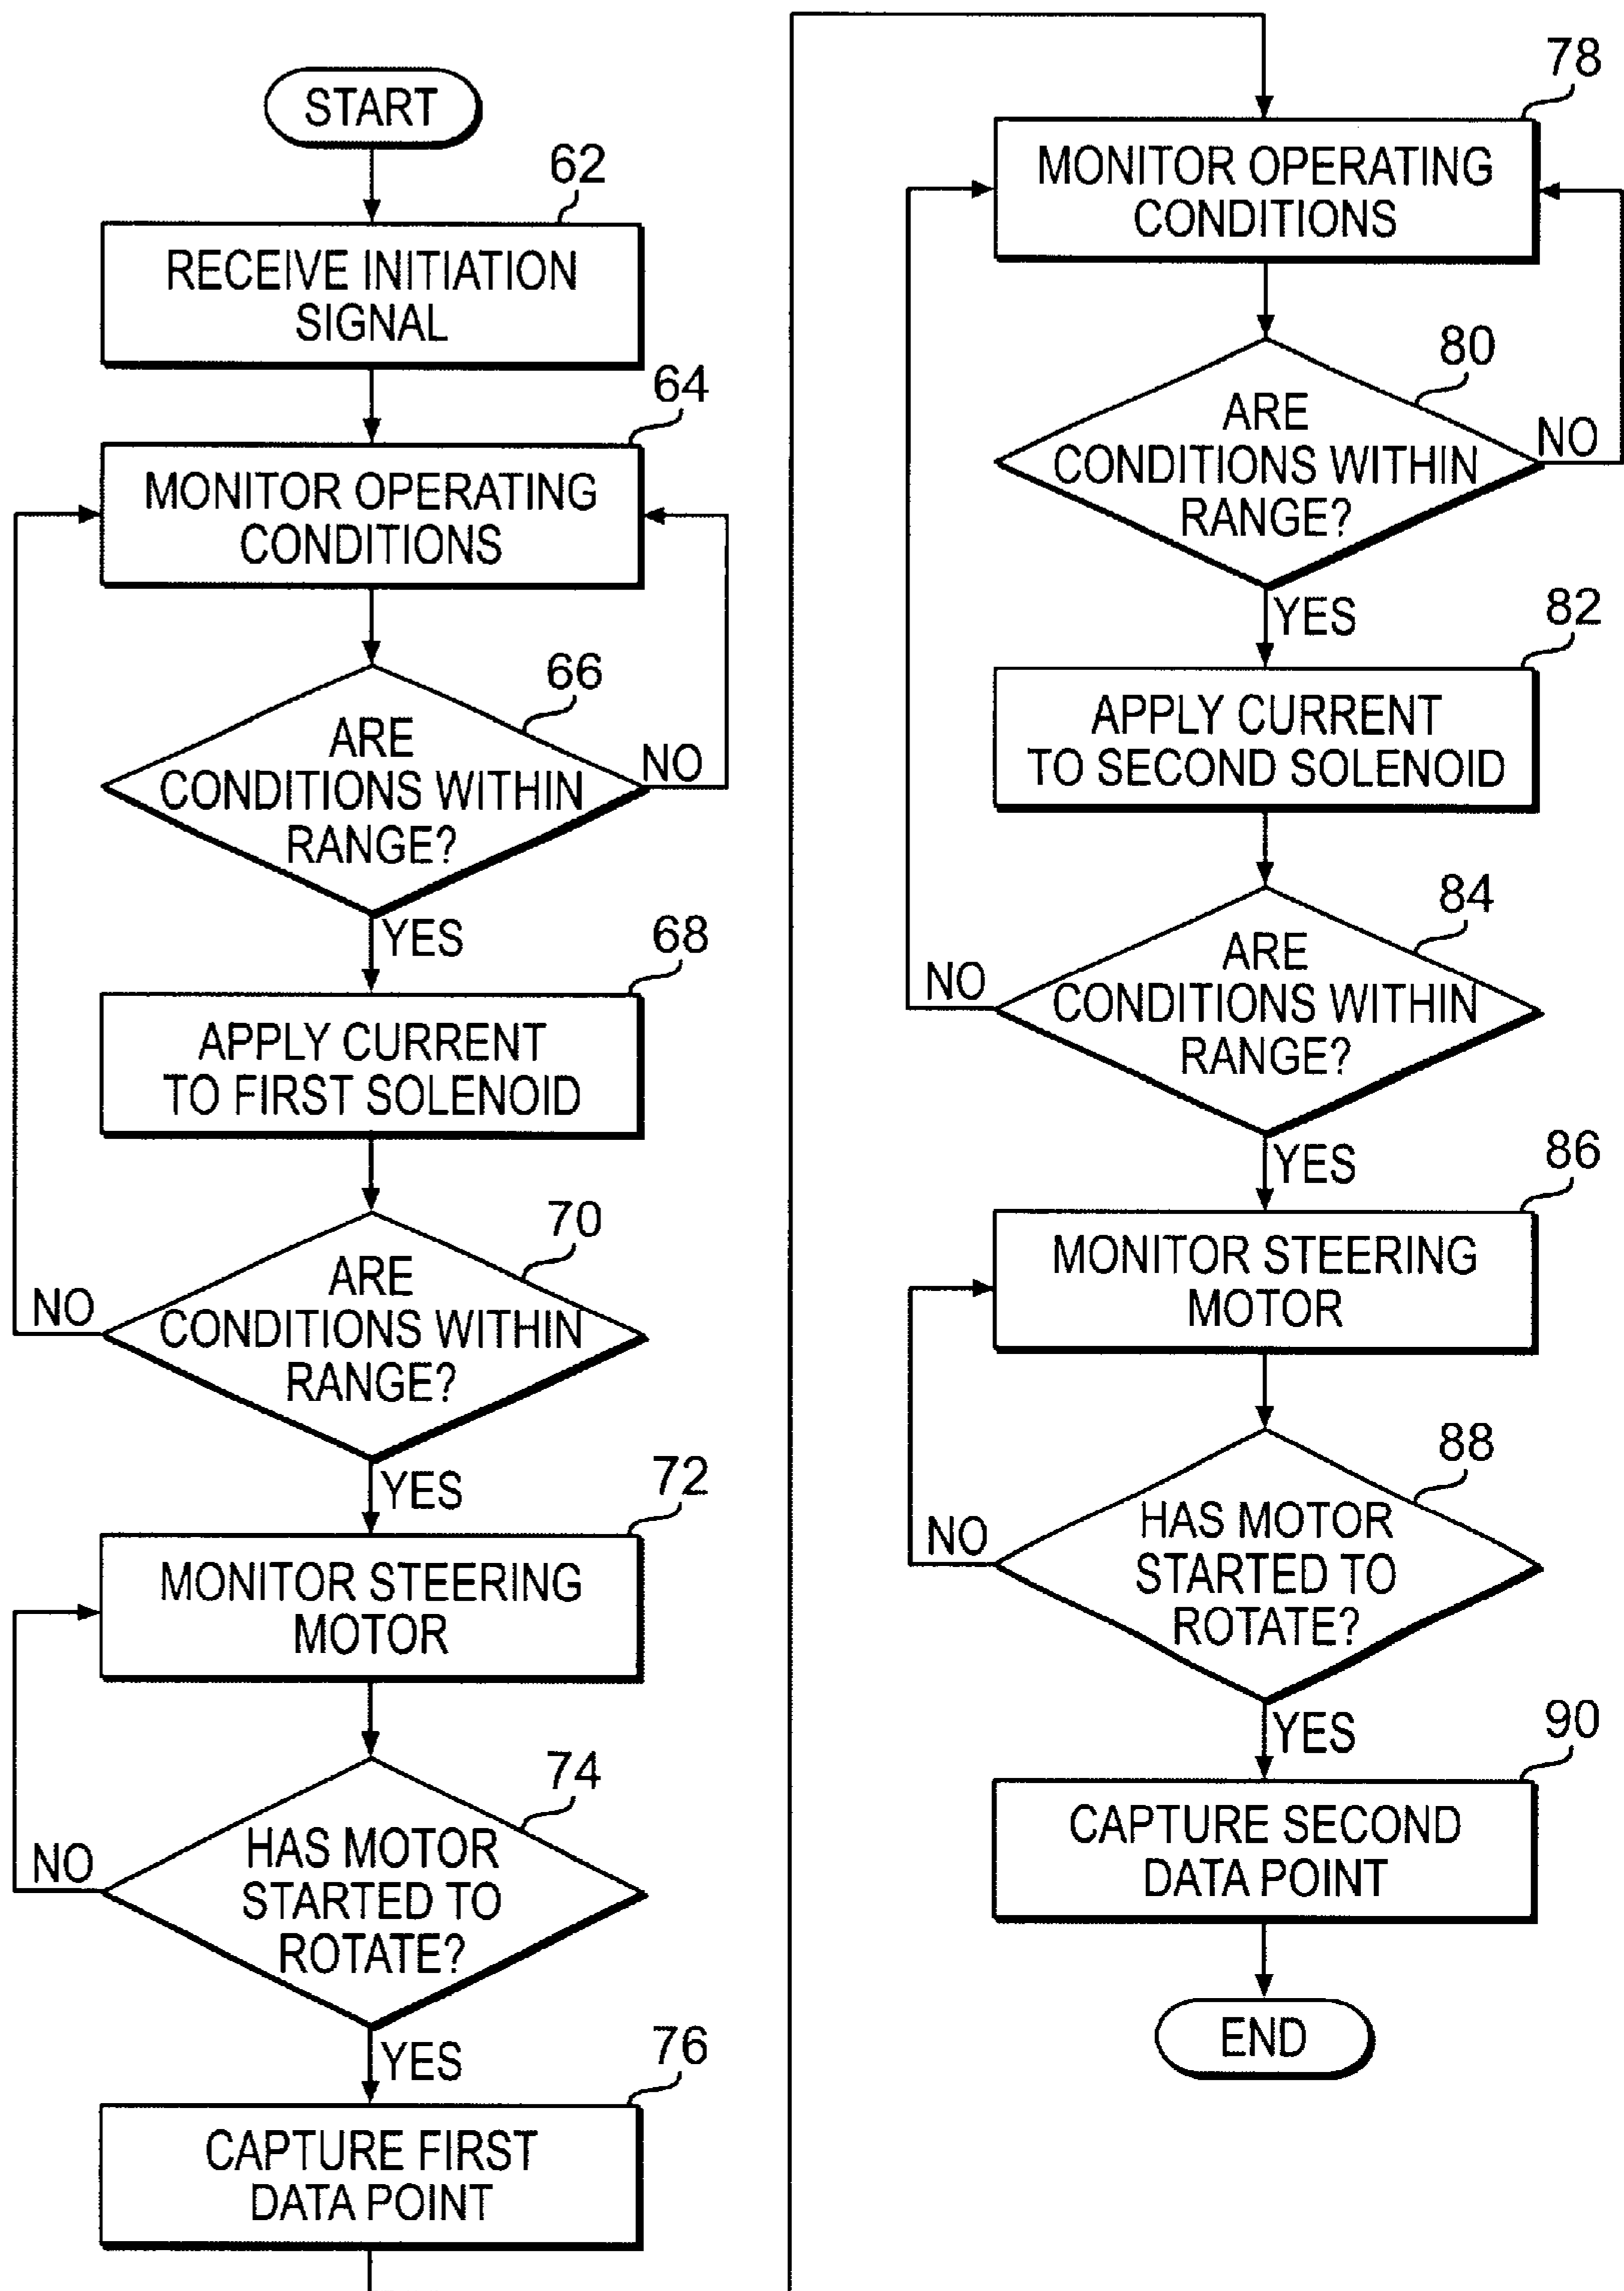 START
62
RECEIVE INITIATION
SIGNAL
64
MONITOR OPERATING
CONDITIONS
66
ARE
CONDITIONS WITHIN
RANGE?
NO
YES
68
APPLY CURRENT
TO FIRST SOLENOID
70
ARE
CONDITIONS WITHIN
RANGE?
NO
YES
72
MONITOR STEERING
MOTOR
74
HAS MOTOR
STARTED TO
ROTATE?
NO
YES
76
CAPTURE FIRST
DATA POINT
78
MONITOR OPERATING
CONDITIONS
80
ARE
CONDITIONS WITHIN
RANGE?
NO
YES
82
APPLY CURRENT
TO SECOND SOLENOID
84
ARE
CONDITIONS WITHIN
RANGE?
NO
YES
86
MONITOR STEERING
MOTOR
88
HAS MOTOR
STARTED TO
ROTATE?
NO
YES
90
CAPTURE SECOND
DATA POINT
END